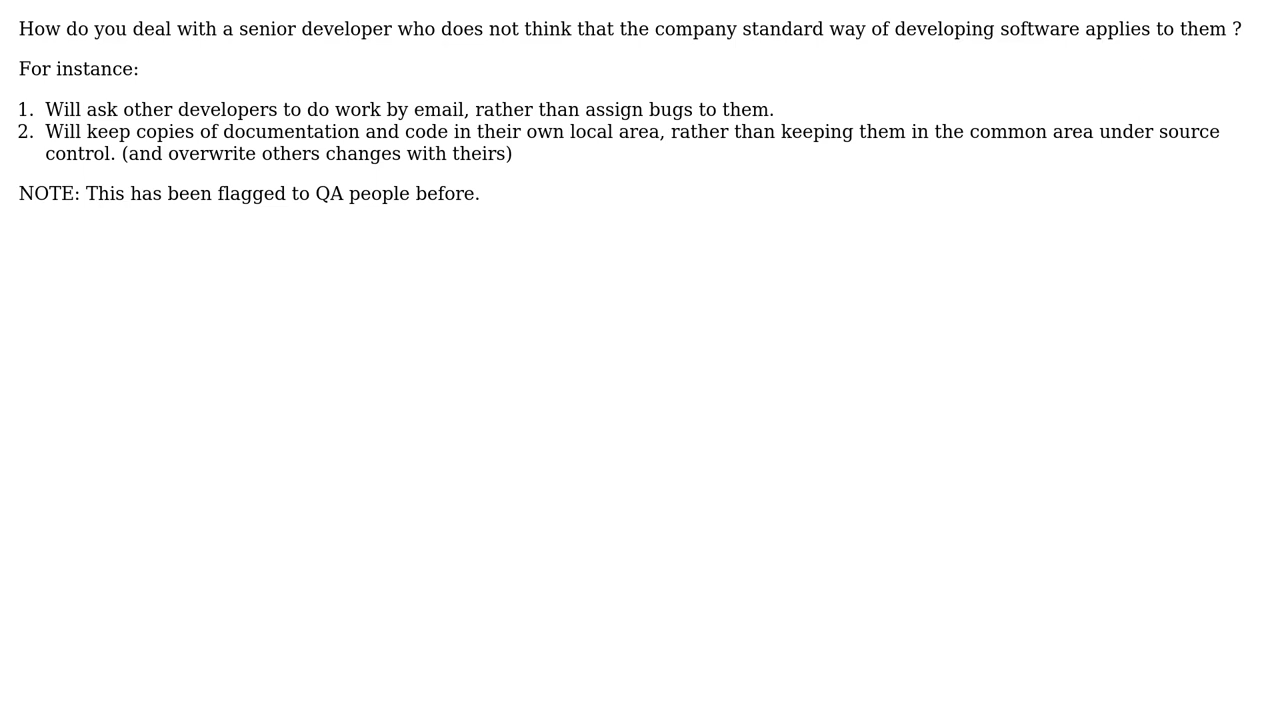 How do you deal with a senior developer who does not think that the company standard way of developing software applies to them ?
For instance:
1. Will ask other developers to do work by email, rather than assign bugs to them.
2. Will keep copies of documentation and code in their own local area, rather than keeping them in the common area under source
control. (and overwrite others changes with theirs)
NOTE: This has been flagged to QA people before.